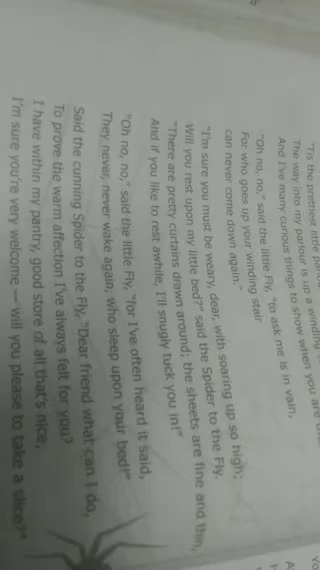 "Tis the prettiest little
The way into my parlour is up a winding
And I've many curious things to show when you are
"Oh no, no," said the little Fly, "to ask me is in vain,
For who goes up your winding stair
can never come down again."
"I'm sure you must be weary, dear, with soaring up so high;
Will you rest upon my little bed?" said the Spider to the Fly.
"There are pretty curtains drawn around; the sheets are fine and thin,
And if you like to rest awhile, I'll snugly tuck you in!"
"Oh no, no," said the little Fly, "for I've often heard it said,
They never, never wake again, who sleep upon your bed!"
Said the cunning Spider to the Fly, "Dear friend what can I do,
To prove the warm affection I've always felt for you?
I have within my pantry, good store of all that's nice,
I'm sure you're very welcome — will you please to take a slice?"